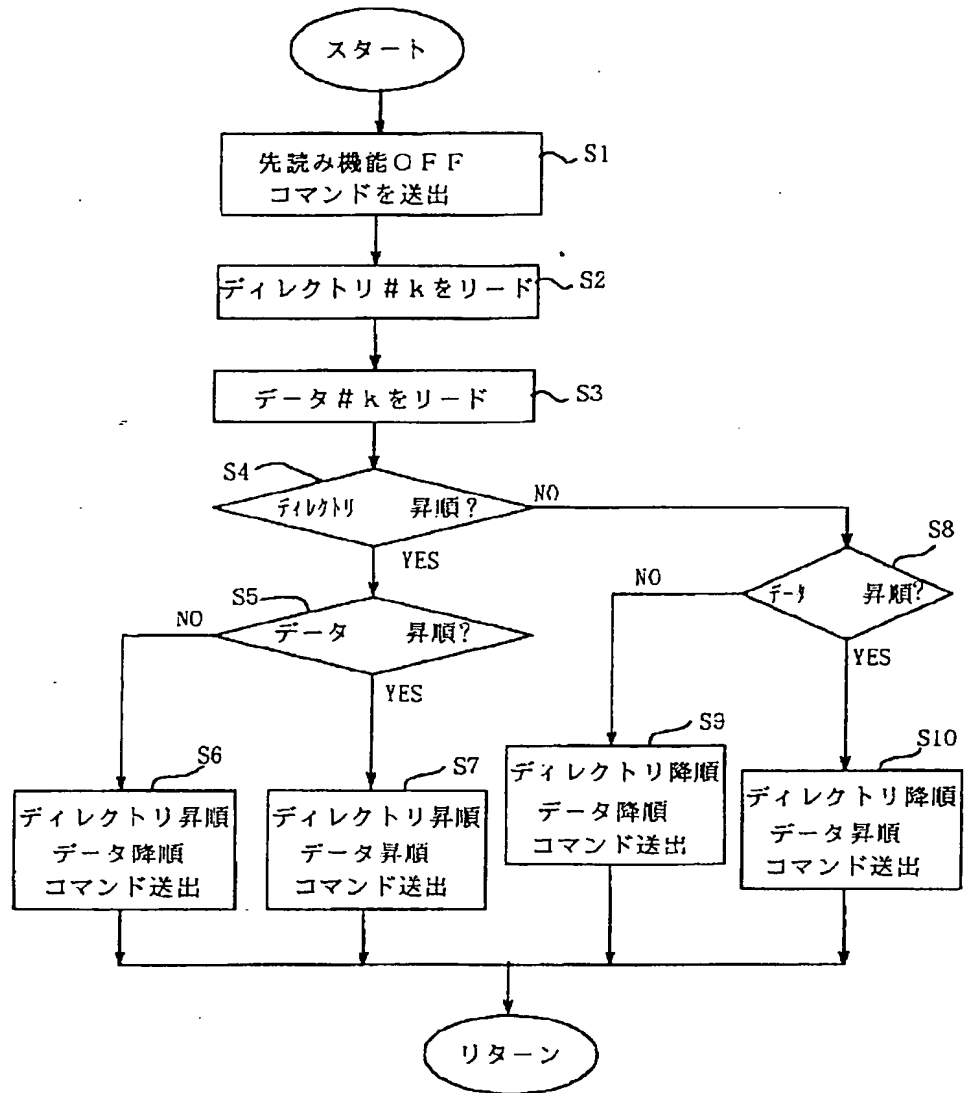 スタート
先読み機能OFF
コマンドを送出
S1
ディレクトリ#kをリード
S2
データ#kをリード
S3
S4
ディレクトリ 昇順?
NO
YES
S8
データ 昇順?
NO
YES
S5
データ 昇順?
NO
YES
S6
ディレクトリ昇順
データ降順
コマンド送出
S7
ディレクトリ昇順
データ昇順
コマンド送出
S9
ディレクトリ降順
データ降順
コマンド送出
S10
ディレクトリ降順
データ昇順
コマンド送出
リターン